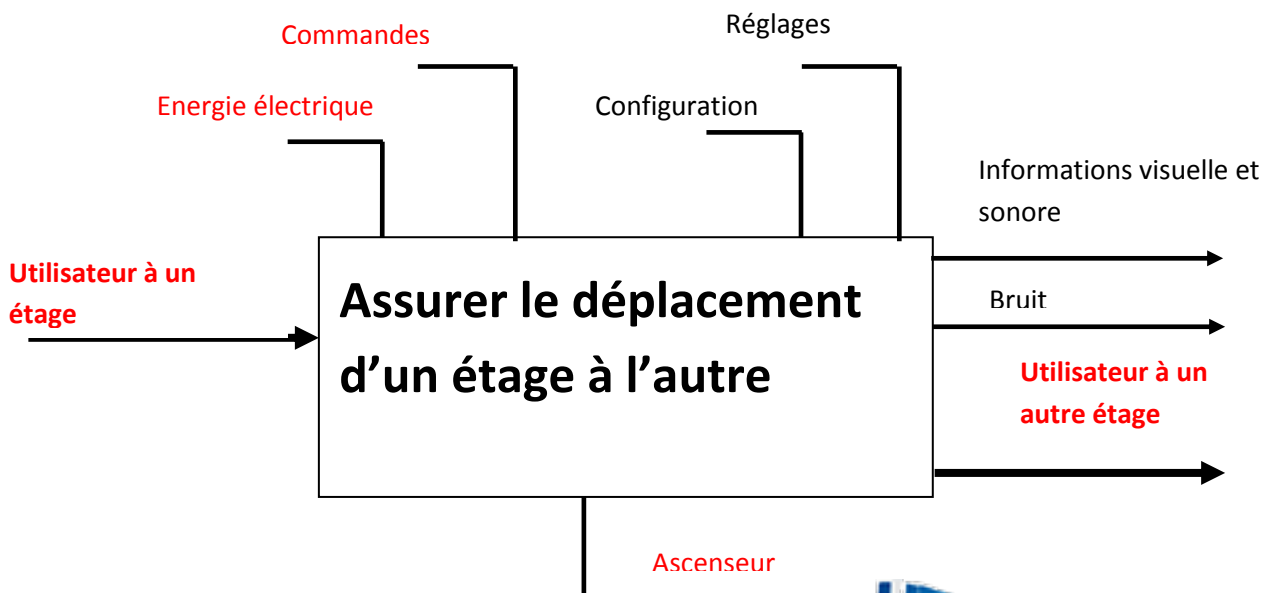 Commandes
Réglages
Energie électrique
Configuration
Informations visuelle et
sonore
Utilisateur à un
étage
Assurer le déplacement
d’un étage à l’autre
Bruit
Utilisateur à un
autre étage
Ascenseur